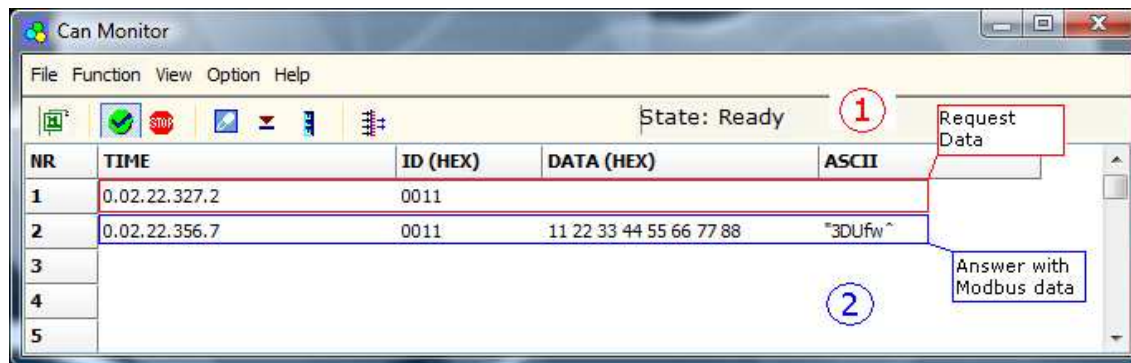 Can Monitor
File Function View Option Help
State: Ready
1
Request
Data
NR TIME ID (HEX) DATA (HEX) ASCII
1 0.02.22.327.2 0011
2 0.02.22.356.7 0011 11 22 33 44 55 66 77 88 "3DUfw^
3
Answer with
Modbus data
4
2
5